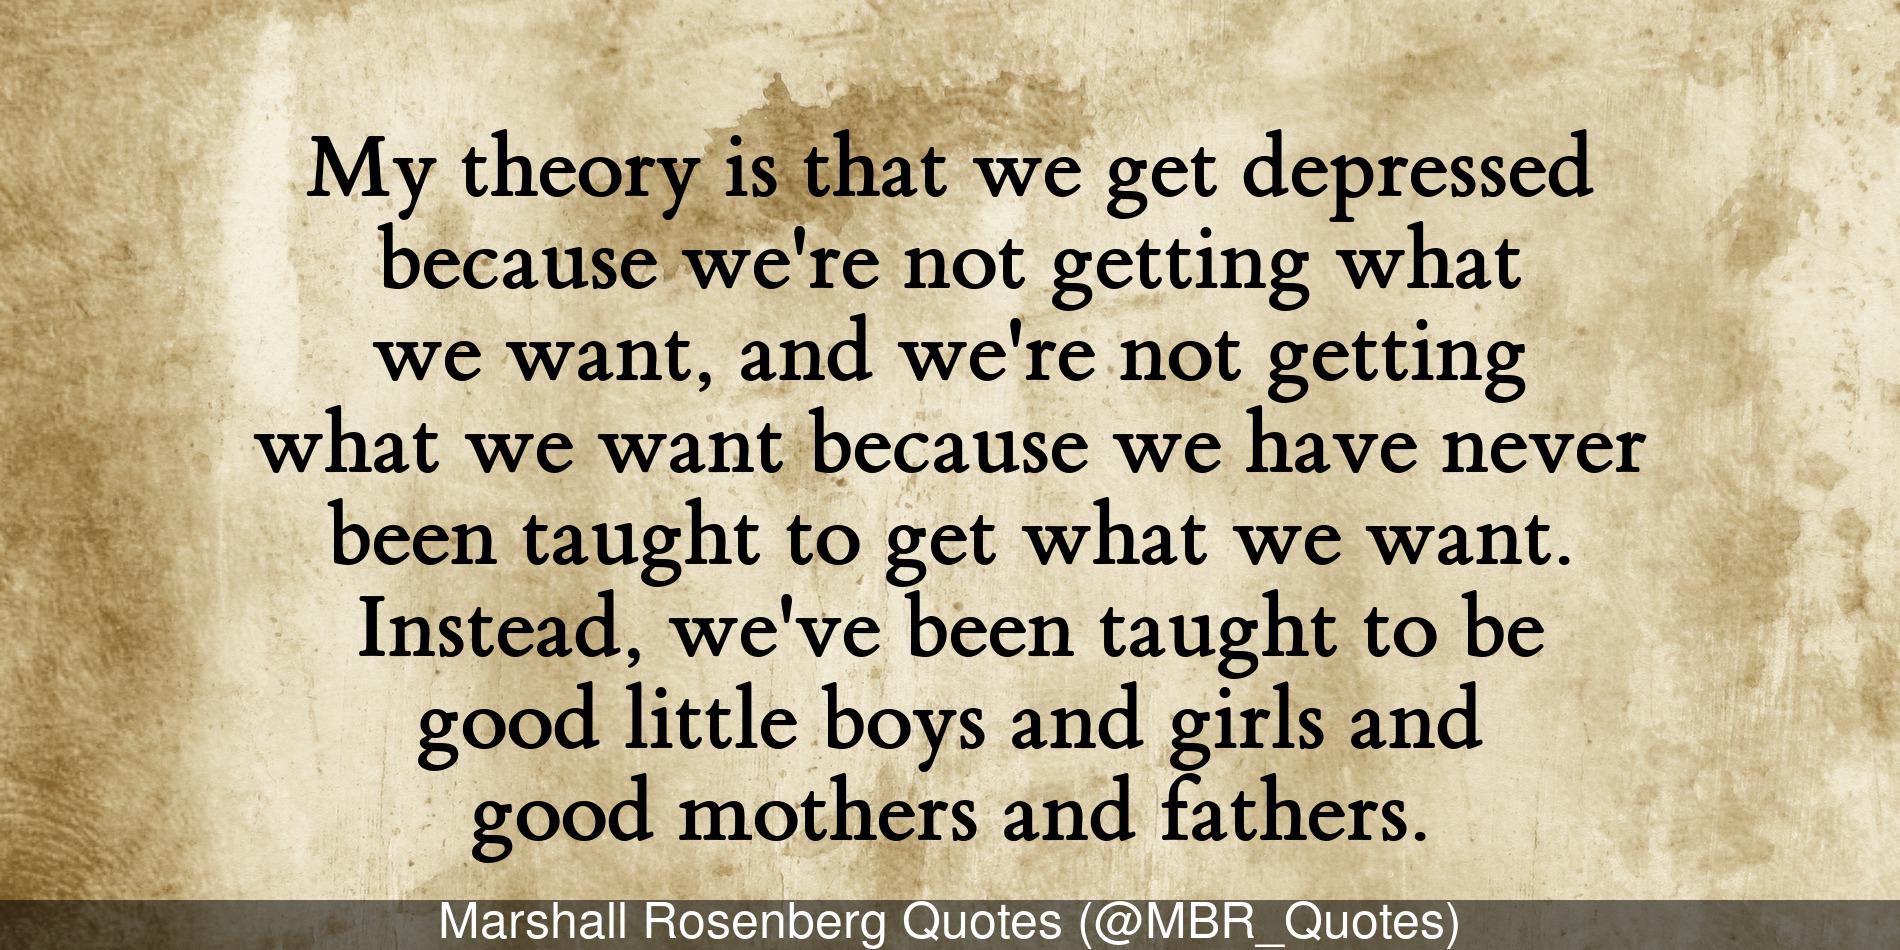 My theory is that we get depressed
because we're not getting what
we want, and we're not getting
what we want because we have never
been taught to get what we want.
Instead, we've been taught to be
good little boys and girls and
good mothers and fathers.
Marshall Rosenberg Quotes (@MBR_Quotes)